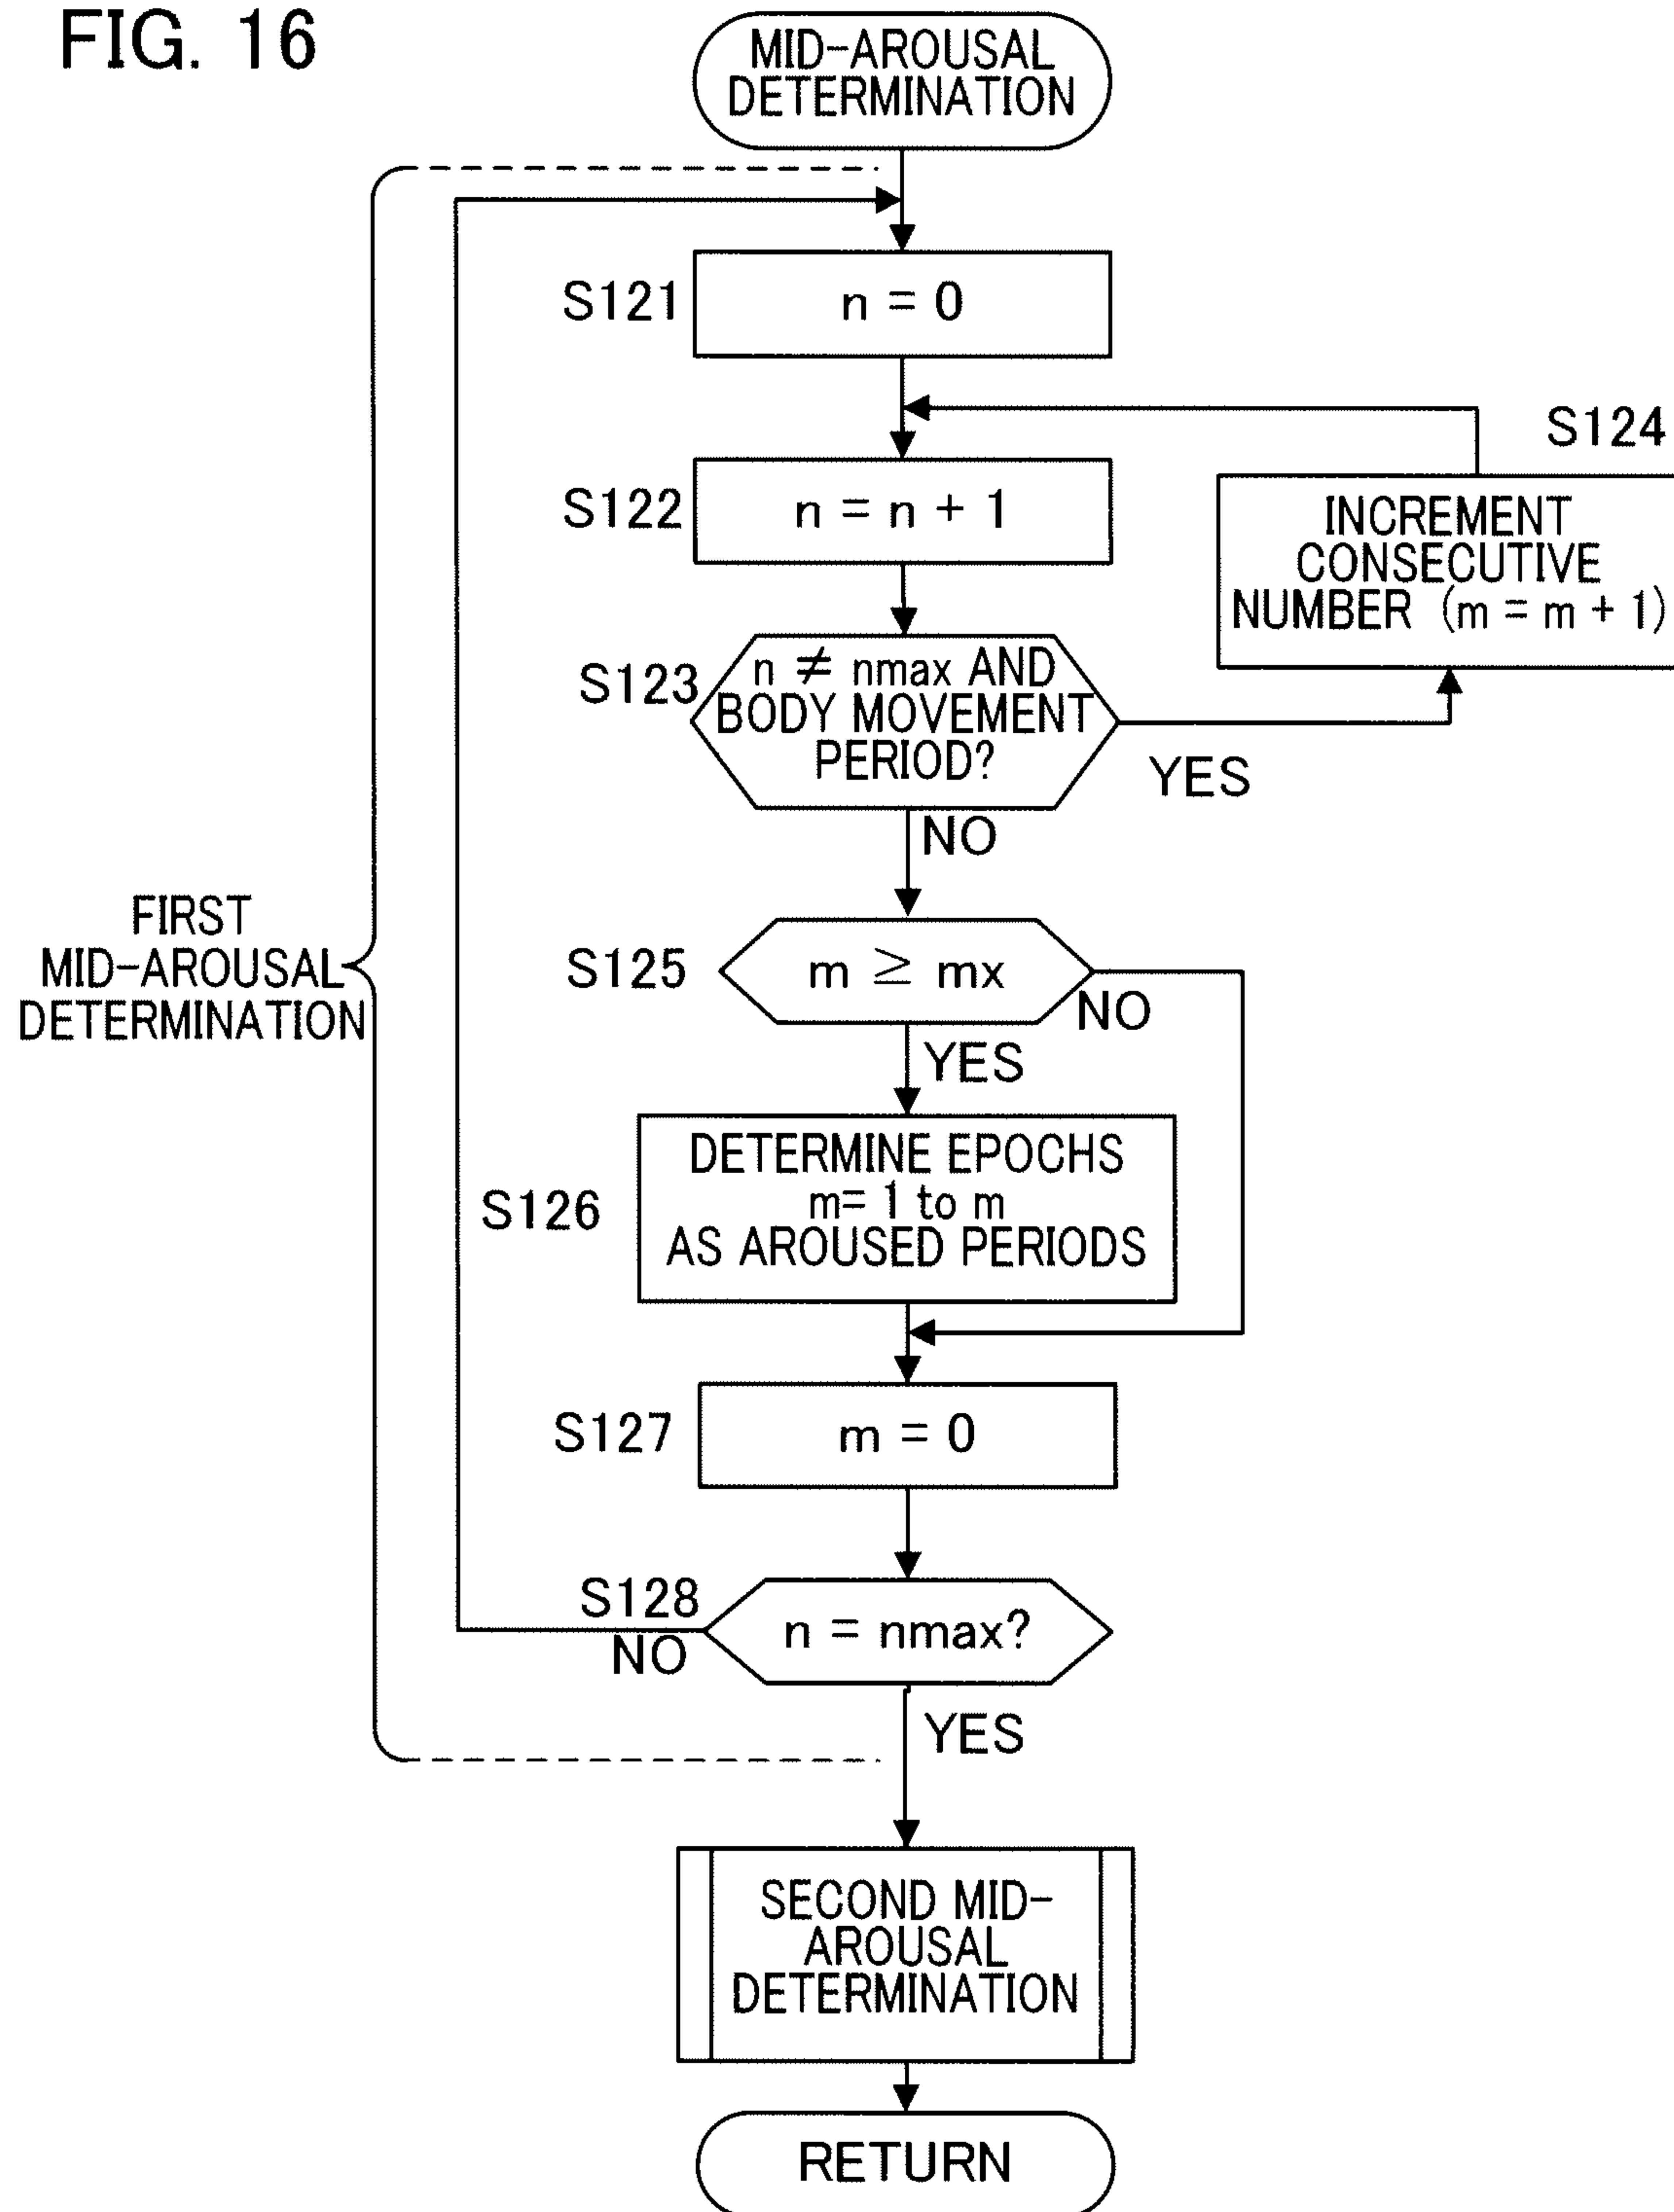 FIG. 16
MID-AROUSAL
DETERMINATION
S121
n = 0
S124
S122
n = n + 1
INCREMENT
CONSECUTIVE
NUMBER (m = m + 1)
S123
n ≠ nmax AND
BODY MOVEMENT
PERIOD?
YES
NO
FIRST
MID-AROUSAL
DETERMINATION
S125
m ≥ mx
NO
YES
S126
DETERMINE EPOCHS
m= 1 to m
AS AROUSED PERIODS
S127
m = 0
S128
n = nmax?
NO
YES
SECOND MID-
AROUSAL
DETERMINATION
RETURN